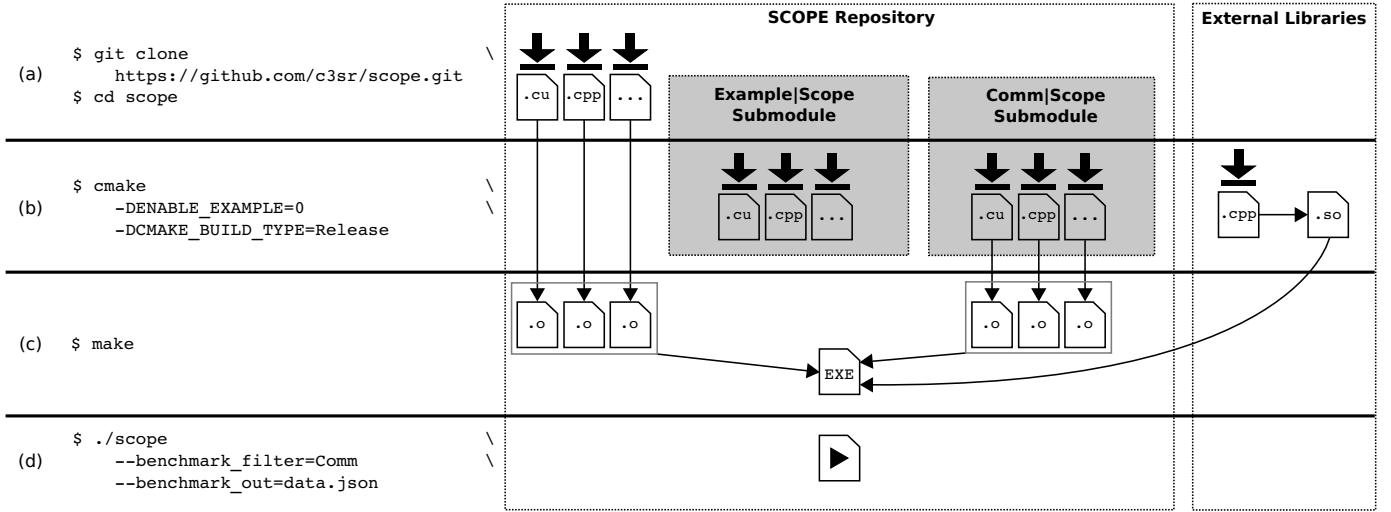 SCOPE Repository
External Libraries
(a)
$ git clone \
https://github.com/c3sr/scope.git
$ cd scope
.cu .cpp ...
Example|Scope
Submodule
Comm|Scope
Submodule
(b)
$ cmake \
-DENABLE_EXAMPLE=0 \
-DCMAKE_BUILD_TYPE=Release
.cu .cpp ...
.cu .cpp ...
.cpp .so
(c)
$ make
.o .o .o
.o .o .o
EXE
(d)
$ ./scope \
--benchmark_filter=Comm \
--benchmark_out=data.json